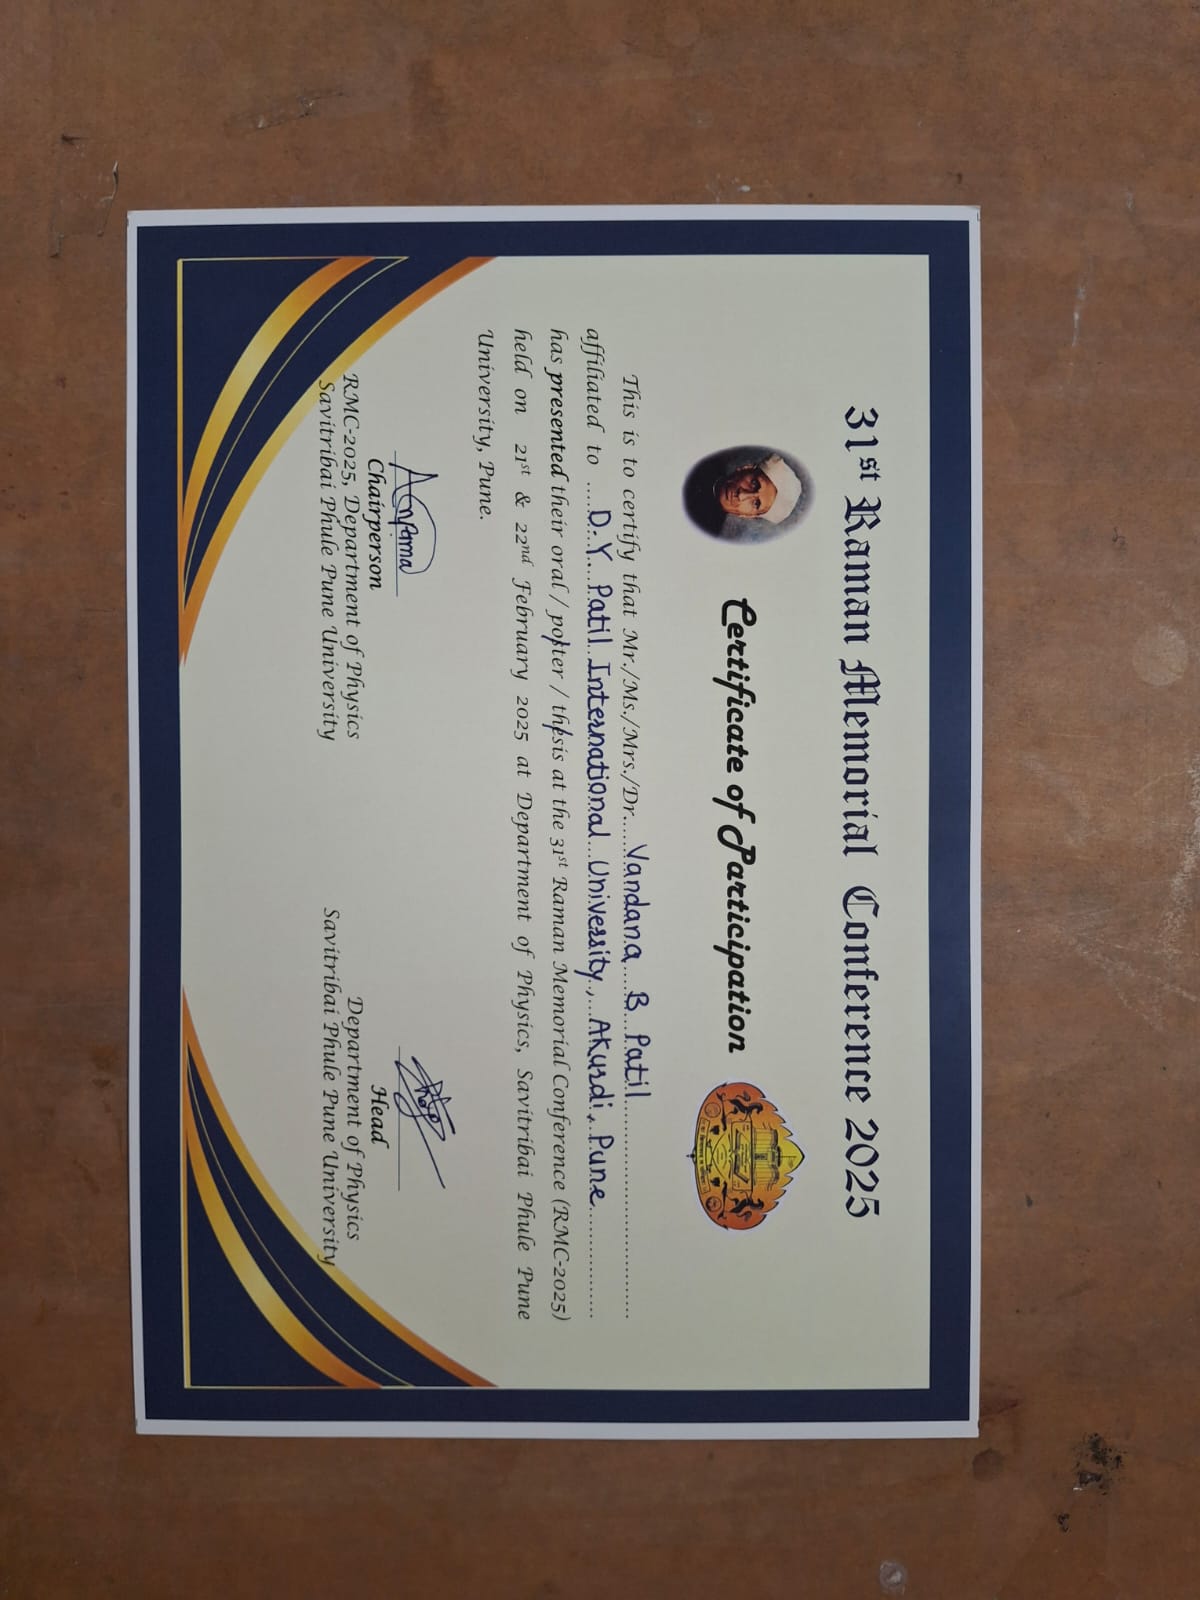 31st Raman Memorial Conference 2025
Certificate of Participation
This is to certify that Mr./Ms./Mrs./Dr.....Vandana...B...Patil..............................
affiliated to .....D..Y....Patil..International...University.,...Akurdi.,..Pune...............
has presented their oral / poster / thesis at the 31st Raman Memorial Conference (RMC-2025)
held on 21st & 22nd February 2025 at Department of Physics, Savitribai Phule Pune
University, Pune.
Chairperson
RMC-2025, Department of Physics
Savitribai Phule Pune University
Head
Department of Physics
Savitribai Phule Pune University